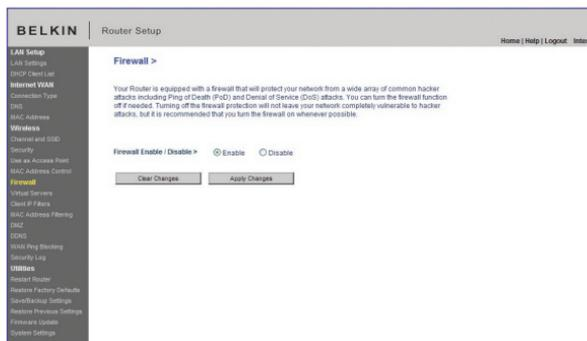 BELKIN
Router Setup
Home | Help | Logout
LAN Setup
LAN Settings
DHCP Client List
Internet WAN
Connection Type
DNS
MAC Address
Wireless
Channel and SSID
Security
Use as Access Point
MAC Address Control
Firewall
Virtual Servers
Client IP Filters
MAC Address Filtering
DMZ
DDNS
WAN Ping Blocking
Security Log
Utilities
Restart Router
Restore Factory Defaults
Save/Backup Settings
Restore Previous Settings
Firmware Update
System Settings
Firewall >
Your Router is equipped with a firewall that will protect your network from a wide array of common hacker
attacks including Ping of Death (PoD) and Denial of Service (DoS) attacks. You can turn the firewall function
off if needed. Turning off the firewall protection will not leave your network completely vulnerable to hacker
attacks, but it is recommended that you turn the firewall on whenever possible.
Firewall Enable / Disable > Enable Disable
Clear Changes Apply Changes